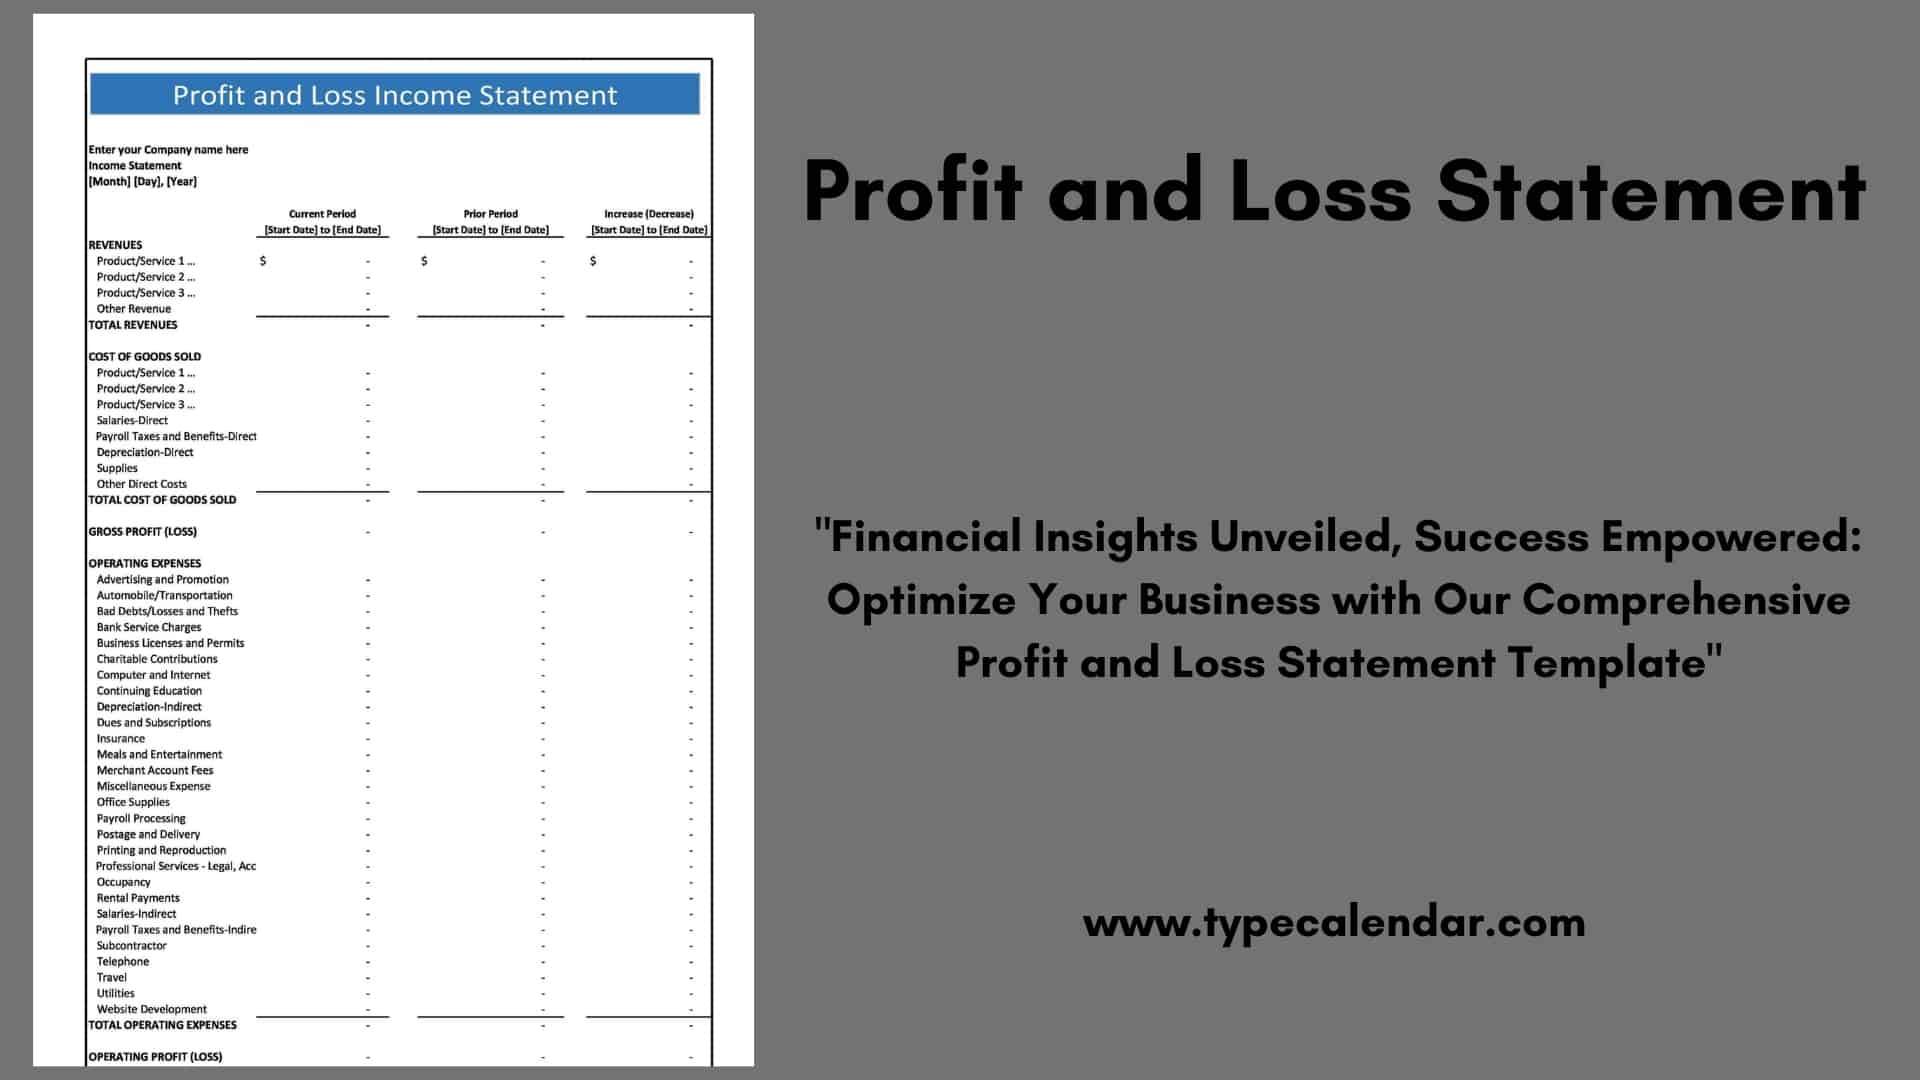 Profit and Loss Income Statement
Enter your Company name here
Income Statement
[Month] [Day], [Year]
Current Period Prior Period Increase (Decrease)
[Start Date] to [End Date] [Start Date] to [End Date] [Start Date] to [End Date]
REVENUES
Product/Service 1 ... $ - $ - $ -
Product/Service 2 ... - - -
Product/Service 3 ... - - -
Other Revenue - - -
TOTAL REVENUES - - -
COST OF GOODS SOLD
Product/Service 1 ... - - -
Product/Service 2 ... - - -
Product/Service 3 ... - - -
Salaries-Direct - - -
Payroll Taxes and Benefits-Direct - - -
Depreciation-Direct - - -
Supplies - - -
Other Direct Costs - - -
TOTAL COST OF GOODS SOLD - - -
GROSS PROFIT (LOSS) - - -
OPERATING EXPENSES
Advertising and Promotion - - -
Automobile/Transportation - - -
Bad Debts/Losses and Thefts - - -
Bank Service Charges - - -
Business Licenses and Permits - - -
Charitable Contributions - - -
Computer and Internet - - -
Continuing Education - - -
Depreciation-Indirect - - -
Dues and Subscriptions - - -
Insurance - - -
Meals and Entertainment - - -
Merchant Account Fees - - -
Miscellaneous Expense - - -
Office Supplies - - -
Payroll Processing - - -
Postage and Delivery - - -
Printing and Reproduction - - -
Professional Services - Legal, Acc - - -
Occupancy - - -
Rental Payments - - -
Salaries-Indirect - - -
Payroll Taxes and Benefits-Indire - - -
Subcontractor - - -
Telephone - - -
Travel - - -
Utilities - - -
Website Development - - -
TOTAL OPERATING EXPENSES - - -
OPERATING PROFIT (LOSS) - - -
Profit and Loss Statement
"Financial Insights Unveiled, Success Empowered:
Optimize Your Business with Our Comprehensive
Profit and Loss Statement Template"
www.typecalendar.com